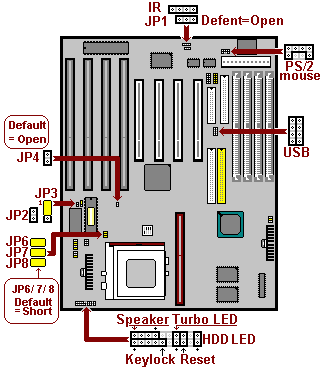 IR
JP1
Defent=Open
PS/2
mouse
Default
= Open
JP4
USB
JP3
1
JP2
JP6
JP7
JP8
JP6/ 7/ 8
Default
= Short
Speaker Turbo LED
HDD LED
Keylock Reset